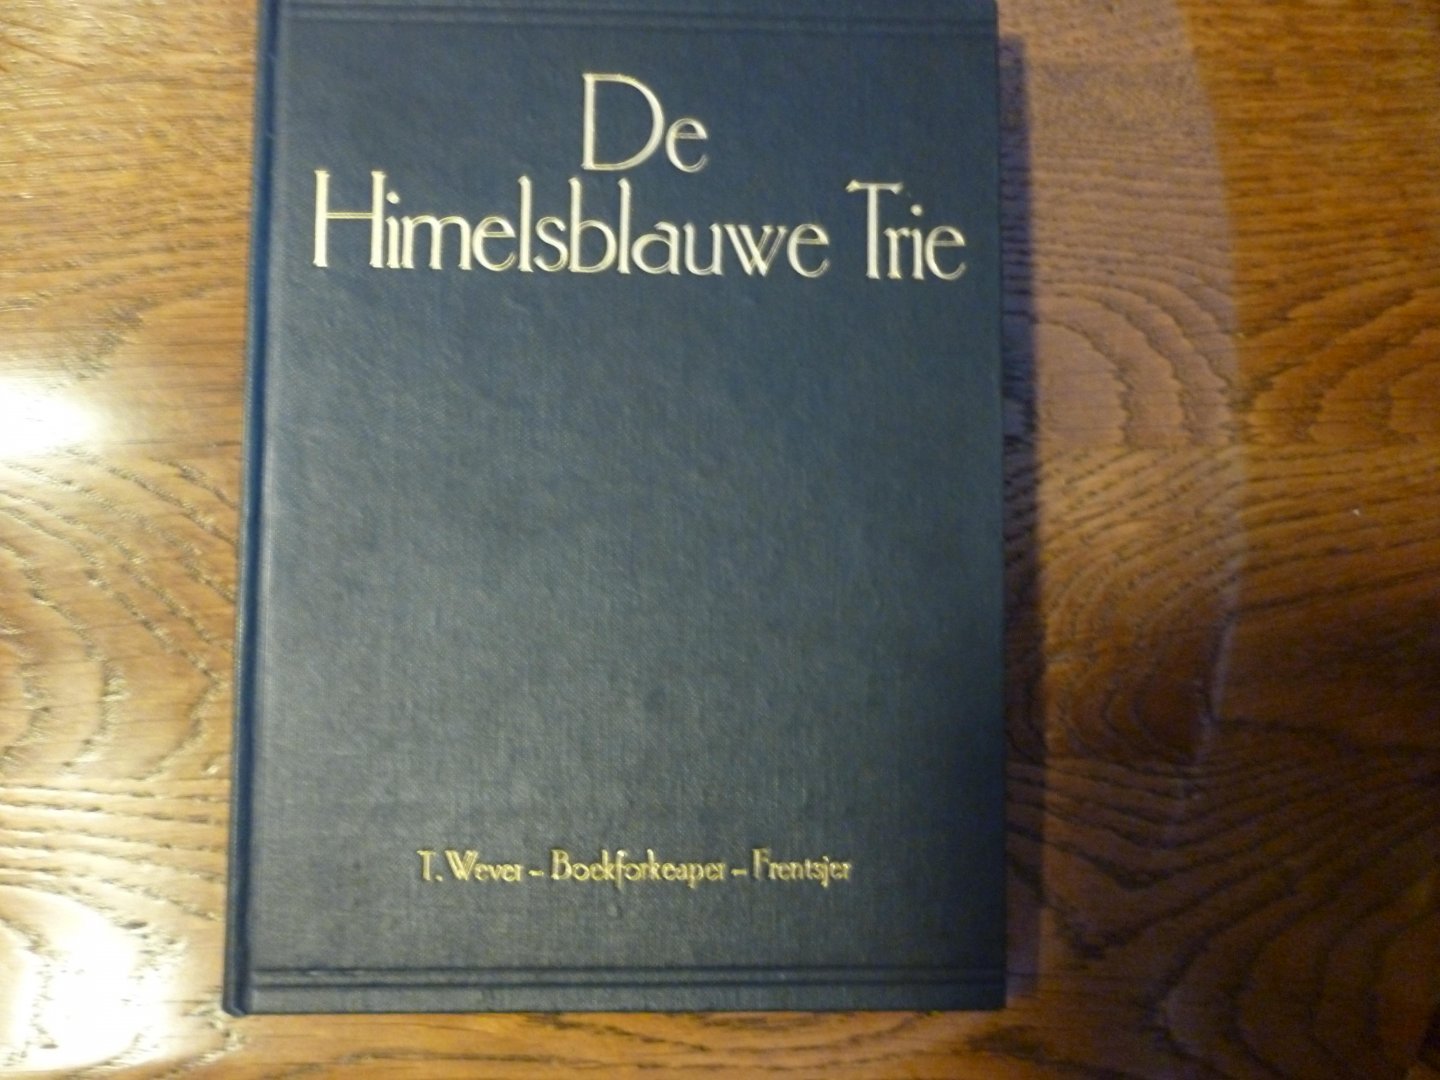 De
Himelsblauwe Trie
T. Wever - Boekforkeaper - Frentsjer